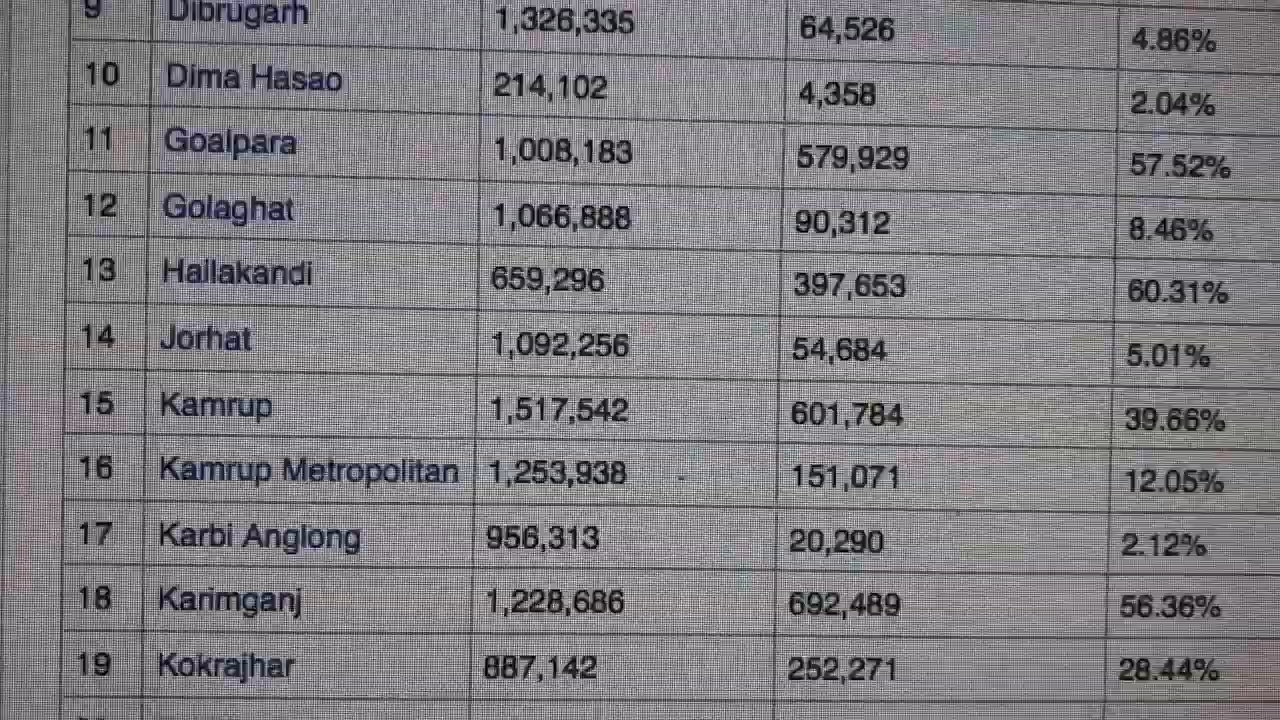 9 Dibrugarh 1,326,335 64,526 4.86%
10 Dima Hasao 214,102 4,358 2.04%
11 Goalpara 1,008,183 579,929 57.52%
12 Golaghat 1,066,888 90,312 8.46%
13 Hailakandi 659,296 397,653 60.31%
14 Jorhat 1,092,256 54,684 5.01%
15 Kamrup 1,517,542 601,784 39.66%
16 Kamrup Metropolitan 1,253,938 151,071 12.05%
17 Karbi Anglong 956,313 20,290 2.12%
18 Karimganj 1,228,686 692,489 56.36%
19 Kokrajhar 887,142 252,271 28.44%